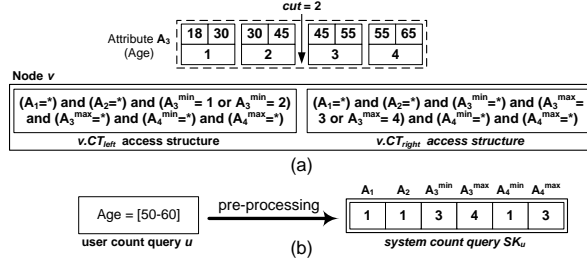 cut = 2
Attribute A3 (Age)
18 30 30 45 45 55 55 65
1 2 3 4
Node v
(A1=*) and (A2=*) and (A3min= 1 or A3min= 2)
and (A3max=*) and (A4min=*) and (A4max=*)
v.CTleft access structure
(A1=*) and (A2=*) and (A3min=*) and (A3max=
3 or A3max= 4) and (A4min=*) and (A4max=*)
v.CTright access structure
(a)
Age = [50-60]
user count query u
pre-processing
A1 A2 A3min A3max A4min A4max
1 1 3 4 1 3
system count query SKu
(b)